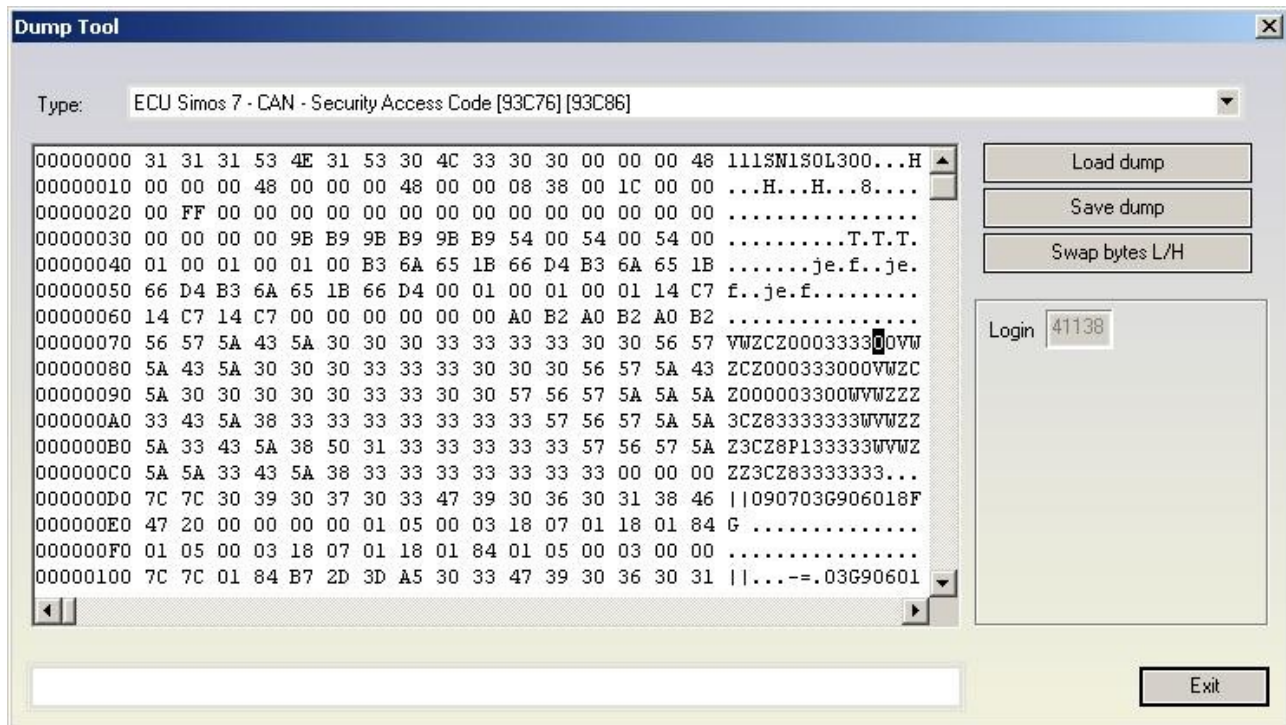 Dump Tool
Type: ECU Simos 7 - CAN - Security Access Code [93C76] [93C86]
00000000 31 31 31 53 4E 31 53 30 4C 33 30 30 00 00 00 48 111SN1S0L300...H
00000010 00 00 00 48 00 00 00 48 00 00 08 38 00 1C 00 00 ...H...H...8....
00000020 00 FF 00 00 00 00 00 00 00 00 00 00 00 00 00 00 ................
00000030 00 00 00 00 9B B9 9B B9 9B B9 54 00 54 00 54 00 ..........T.T.T.
00000040 01 00 01 00 01 00 B3 6A 65 1B 66 D4 B3 6A 65 1B .......je.f..je.
00000050 66 D4 B3 6A 65 1B 66 D4 00 01 00 01 00 01 14 C7 f..je.f.........
00000060 14 C7 14 C7 00 00 00 00 00 00 A0 B2 A0 B2 A0 B2 ................
00000070 56 57 5A 43 5A 30 30 30 33 33 33 33 30 30 56 57 VWZCZ000333300VW
00000080 5A 43 5A 30 30 30 33 33 33 30 30 30 56 57 5A 43 ZCZ000333000VWZC
00000090 5A 30 30 30 30 30 33 33 30 30 57 56 57 5A 5A 5A Z000003300WVWZZZ
000000A0 33 43 5A 38 33 33 33 33 33 33 33 57 56 57 5A 5A 3CZ83333333WVWZZ
000000B0 5A 33 43 5A 38 50 31 33 33 33 33 33 57 56 57 5A Z3CZ8P133333WVWZ
000000C0 5A 5A 33 43 5A 38 33 33 33 33 33 33 33 00 00 00 ZZ3CZ83333333...
000000D0 7C 7C 30 39 30 37 30 33 47 39 30 36 30 31 38 46 ||090703G906018F
000000E0 47 20 00 00 00 00 01 05 00 03 18 07 01 18 01 84 G ..............
000000F0 01 05 00 03 18 07 01 18 01 84 01 05 00 03 00 00 ................
00000100 7C 7C 01 84 B7 2D 3D A5 30 33 47 39 30 36 30 31 ||...-=.03G90601
Load dump
Save dump
Swap bytes L/H
Login 41138
Exit